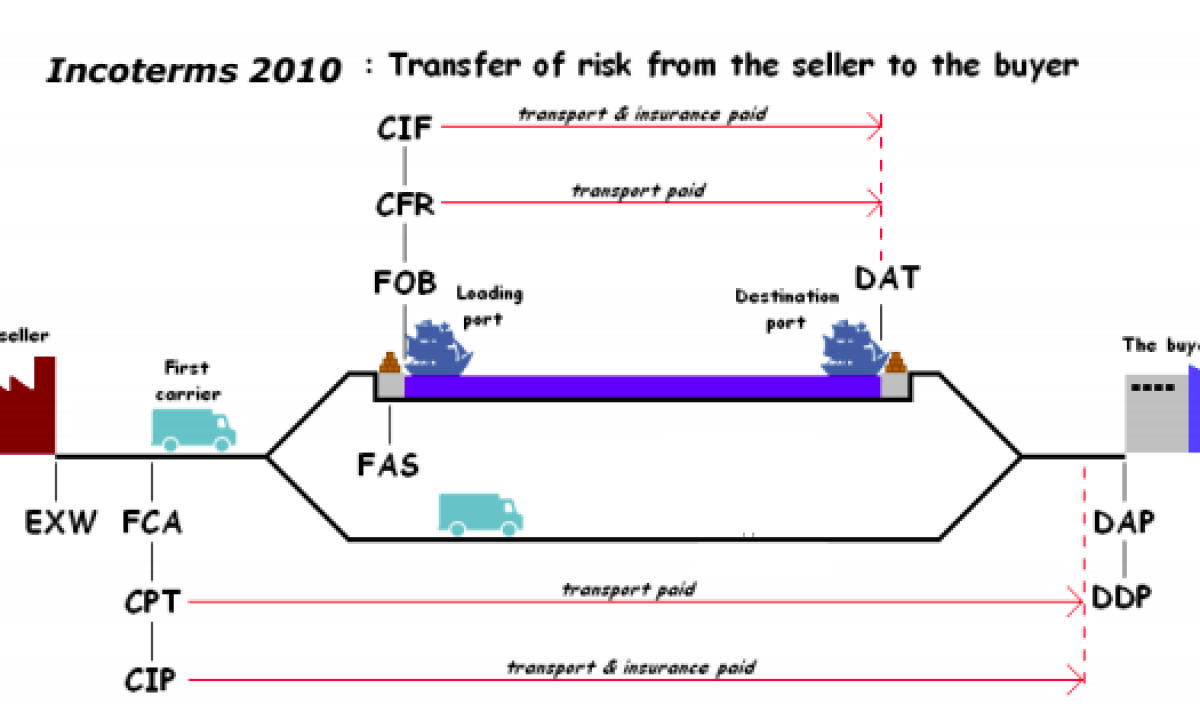 Incoterms 2010 : Transfer of risk from the seller to the buyer
CIF
transport & insurance paid
CFR
transport paid
FOB
DAT
Loading
port
Destination
port
seller
The buy
First
carrier
FAS
EXW
FCA
DAP
CPT
transport paid
DDP
CIP
transport & insurance paid